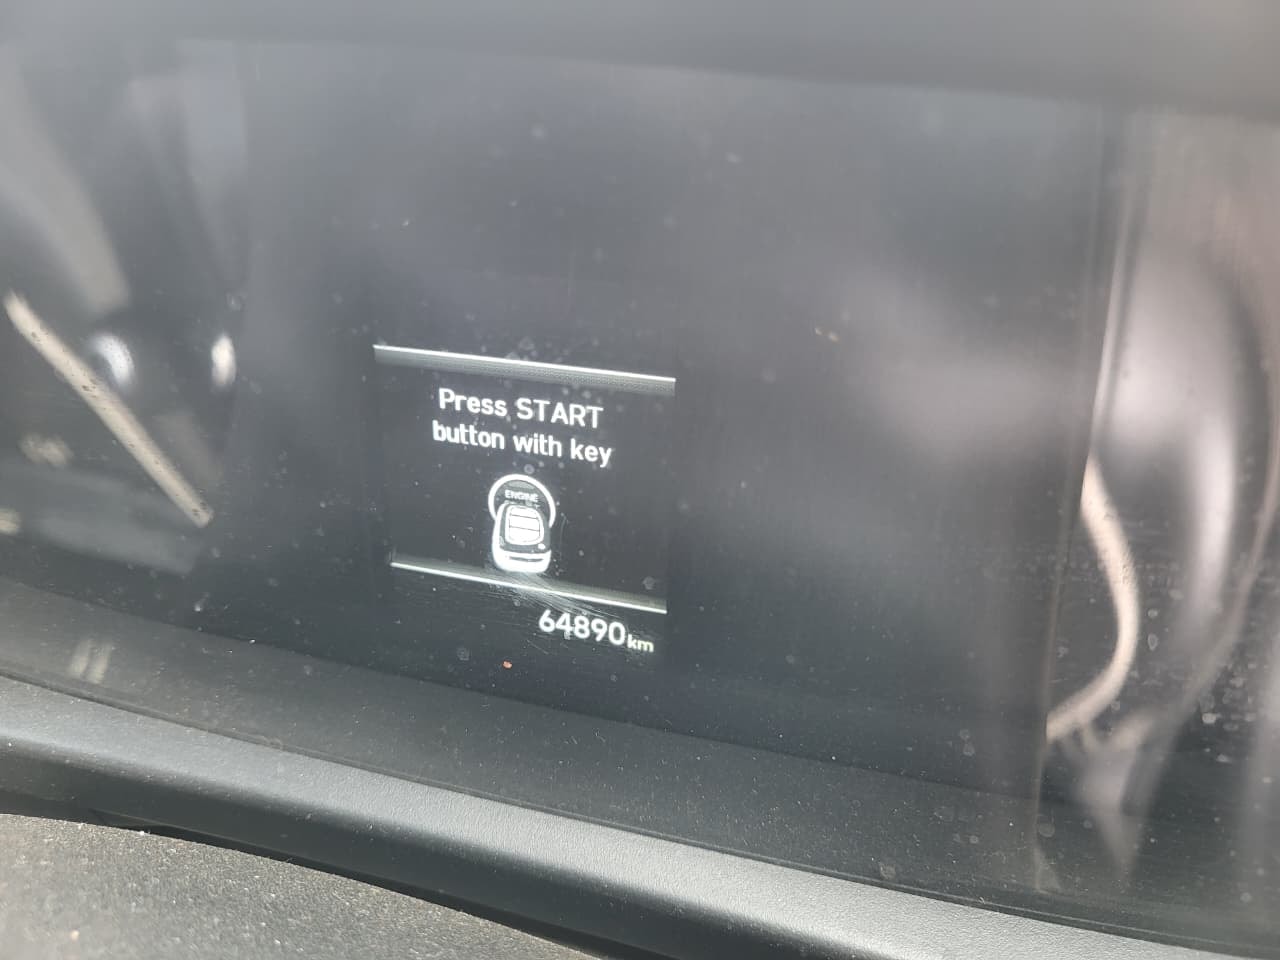 Press START
button with key
ENGINE
64890km